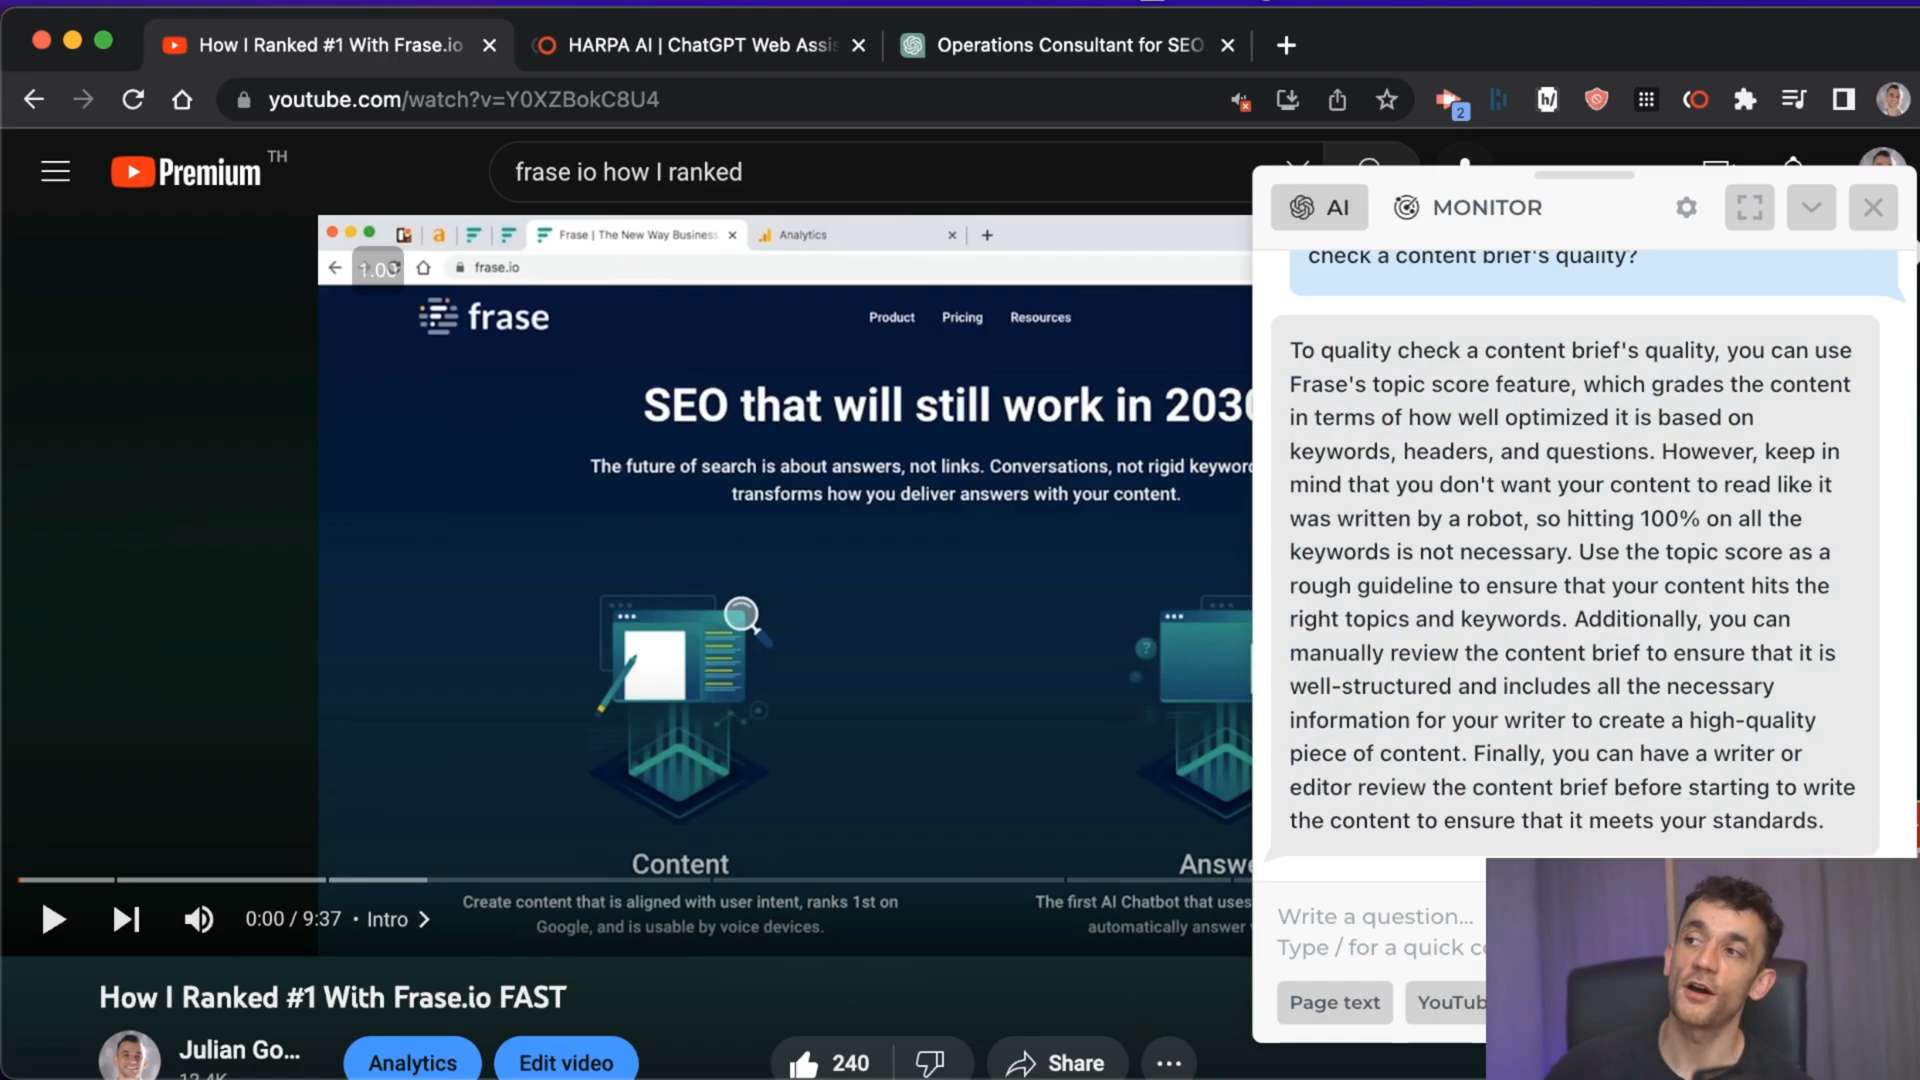 How I Ranked #1 With Frase.io
HARPA AI | ChatGPT Web Assis
Operations Consultant for SEO
youtube.com/watch?v=Y0XZBokC8U4
2
Premium TH
frase io how I ranked
Frase | The New Way Business
Analytics
1.00
frase.io
frase
Product
Pricing
Resources
SEO that will still work in 2030
The future of search is about answers, not links. Conversations, not rigid keywor
transforms how you deliver answers with your content.
Content
Create content that is aligned with user intent, ranks 1st on
Google, and is usable by voice devices.
Answe
The first AI Chatbot that uses
automatically answer
0:00 / 9:37 • Intro
How I Ranked #1 With Frase.io FAST
Julian Go...
Analytics
Edit video
240
Share
AI
MONITOR
check a content brief's quality?
To quality check a content brief's quality, you can use
Frase's topic score feature, which grades the content
in terms of how well optimized it is based on
keywords, headers, and questions. However, keep in
mind that you don't want your content to read like it
was written by a robot, so hitting 100% on all the
keywords is not necessary. Use the topic score as a
rough guideline to ensure that your content hits the
right topics and keywords. Additionally, you can
manually review the content brief to ensure that it is
well-structured and includes all the necessary
information for your writer to create a high-quality
piece of content. Finally, you can have a writer or
editor review the content brief before starting to write
the content to ensure that it meets your standards.
Write a question...
Type / for a quick co
Page text
YouTub